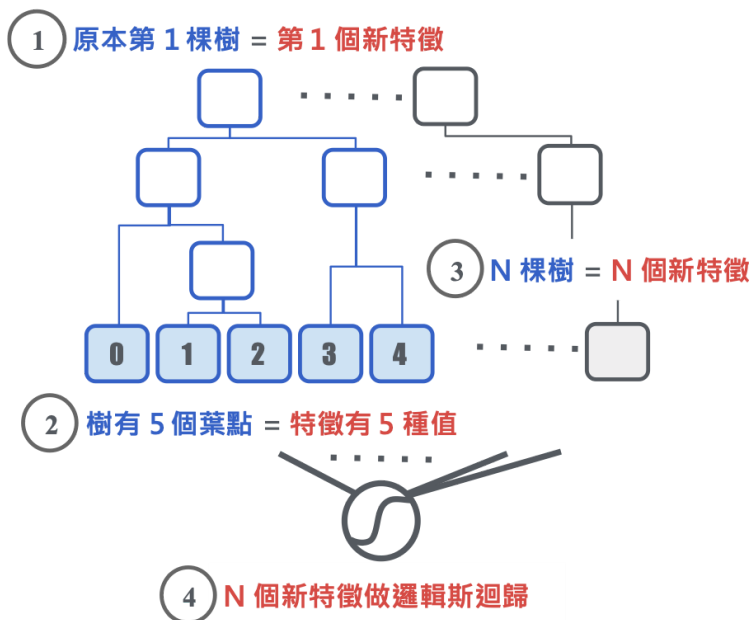 1 原本第 1 棵樹 = 第 1 個新特徵
3 N 棵樹 = N 個新特徵
0 1 2 3 4
2 樹有 5 個葉點 = 特徵有 5 種值
4 N 個新特徵做邏輯斯迴歸